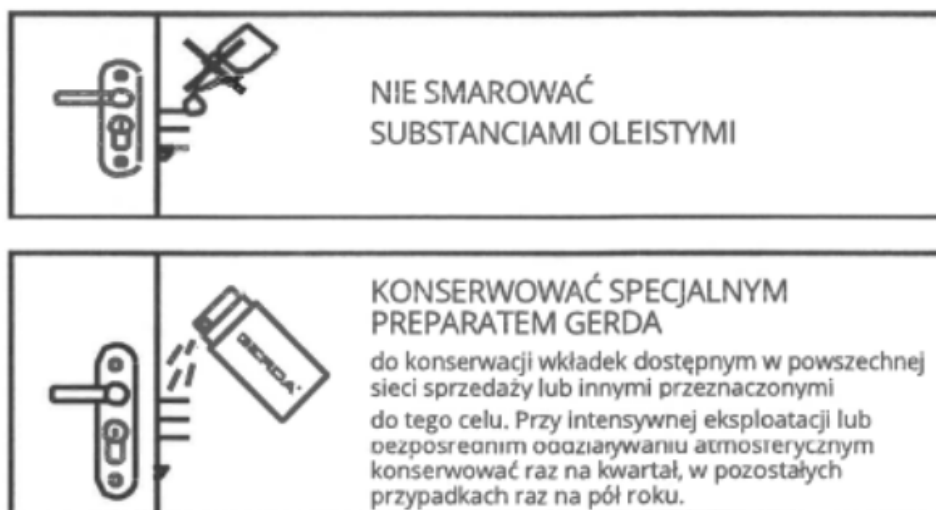 NIE SMAROWAĆ
SUBSTANCJAMI OLEISTYMI
KONSERWOWAĆ SPECJALNYM
PREPARATEM GERDA
GERDA
do konserwacji wkładek dostępnym w powszechnej
sieci sprzedaży lub innymi przeznaczonymi
do tego celu. Przy intensywnej eksploatacji lub
bezpośrednim oddziaływaniu atmosferycznym
konserwować raz na kwartał, w pozostałych
przypadkach raz na pół roku.